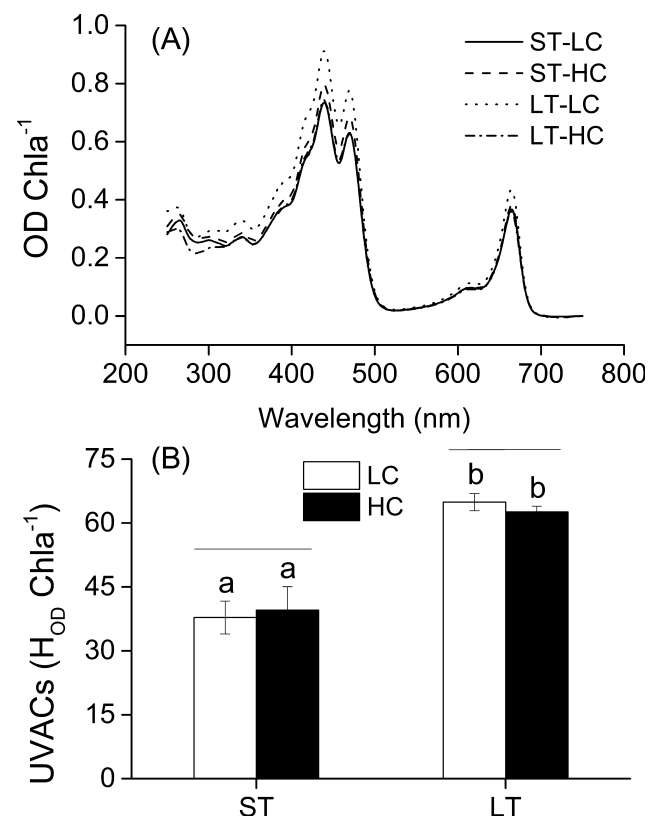 (A)
ST-LC
ST-HC
LT-LC
LT-HC
1.0
0.8
0.6
0.4
0.2
0.0
OD Chla⁻¹
200 300 400 500 600 700 800
Wavelength (nm)
(B)
LC
HC
75
60
45
30
15
0
UVACs (H_OD Chla⁻¹)
a a
b b
ST LT